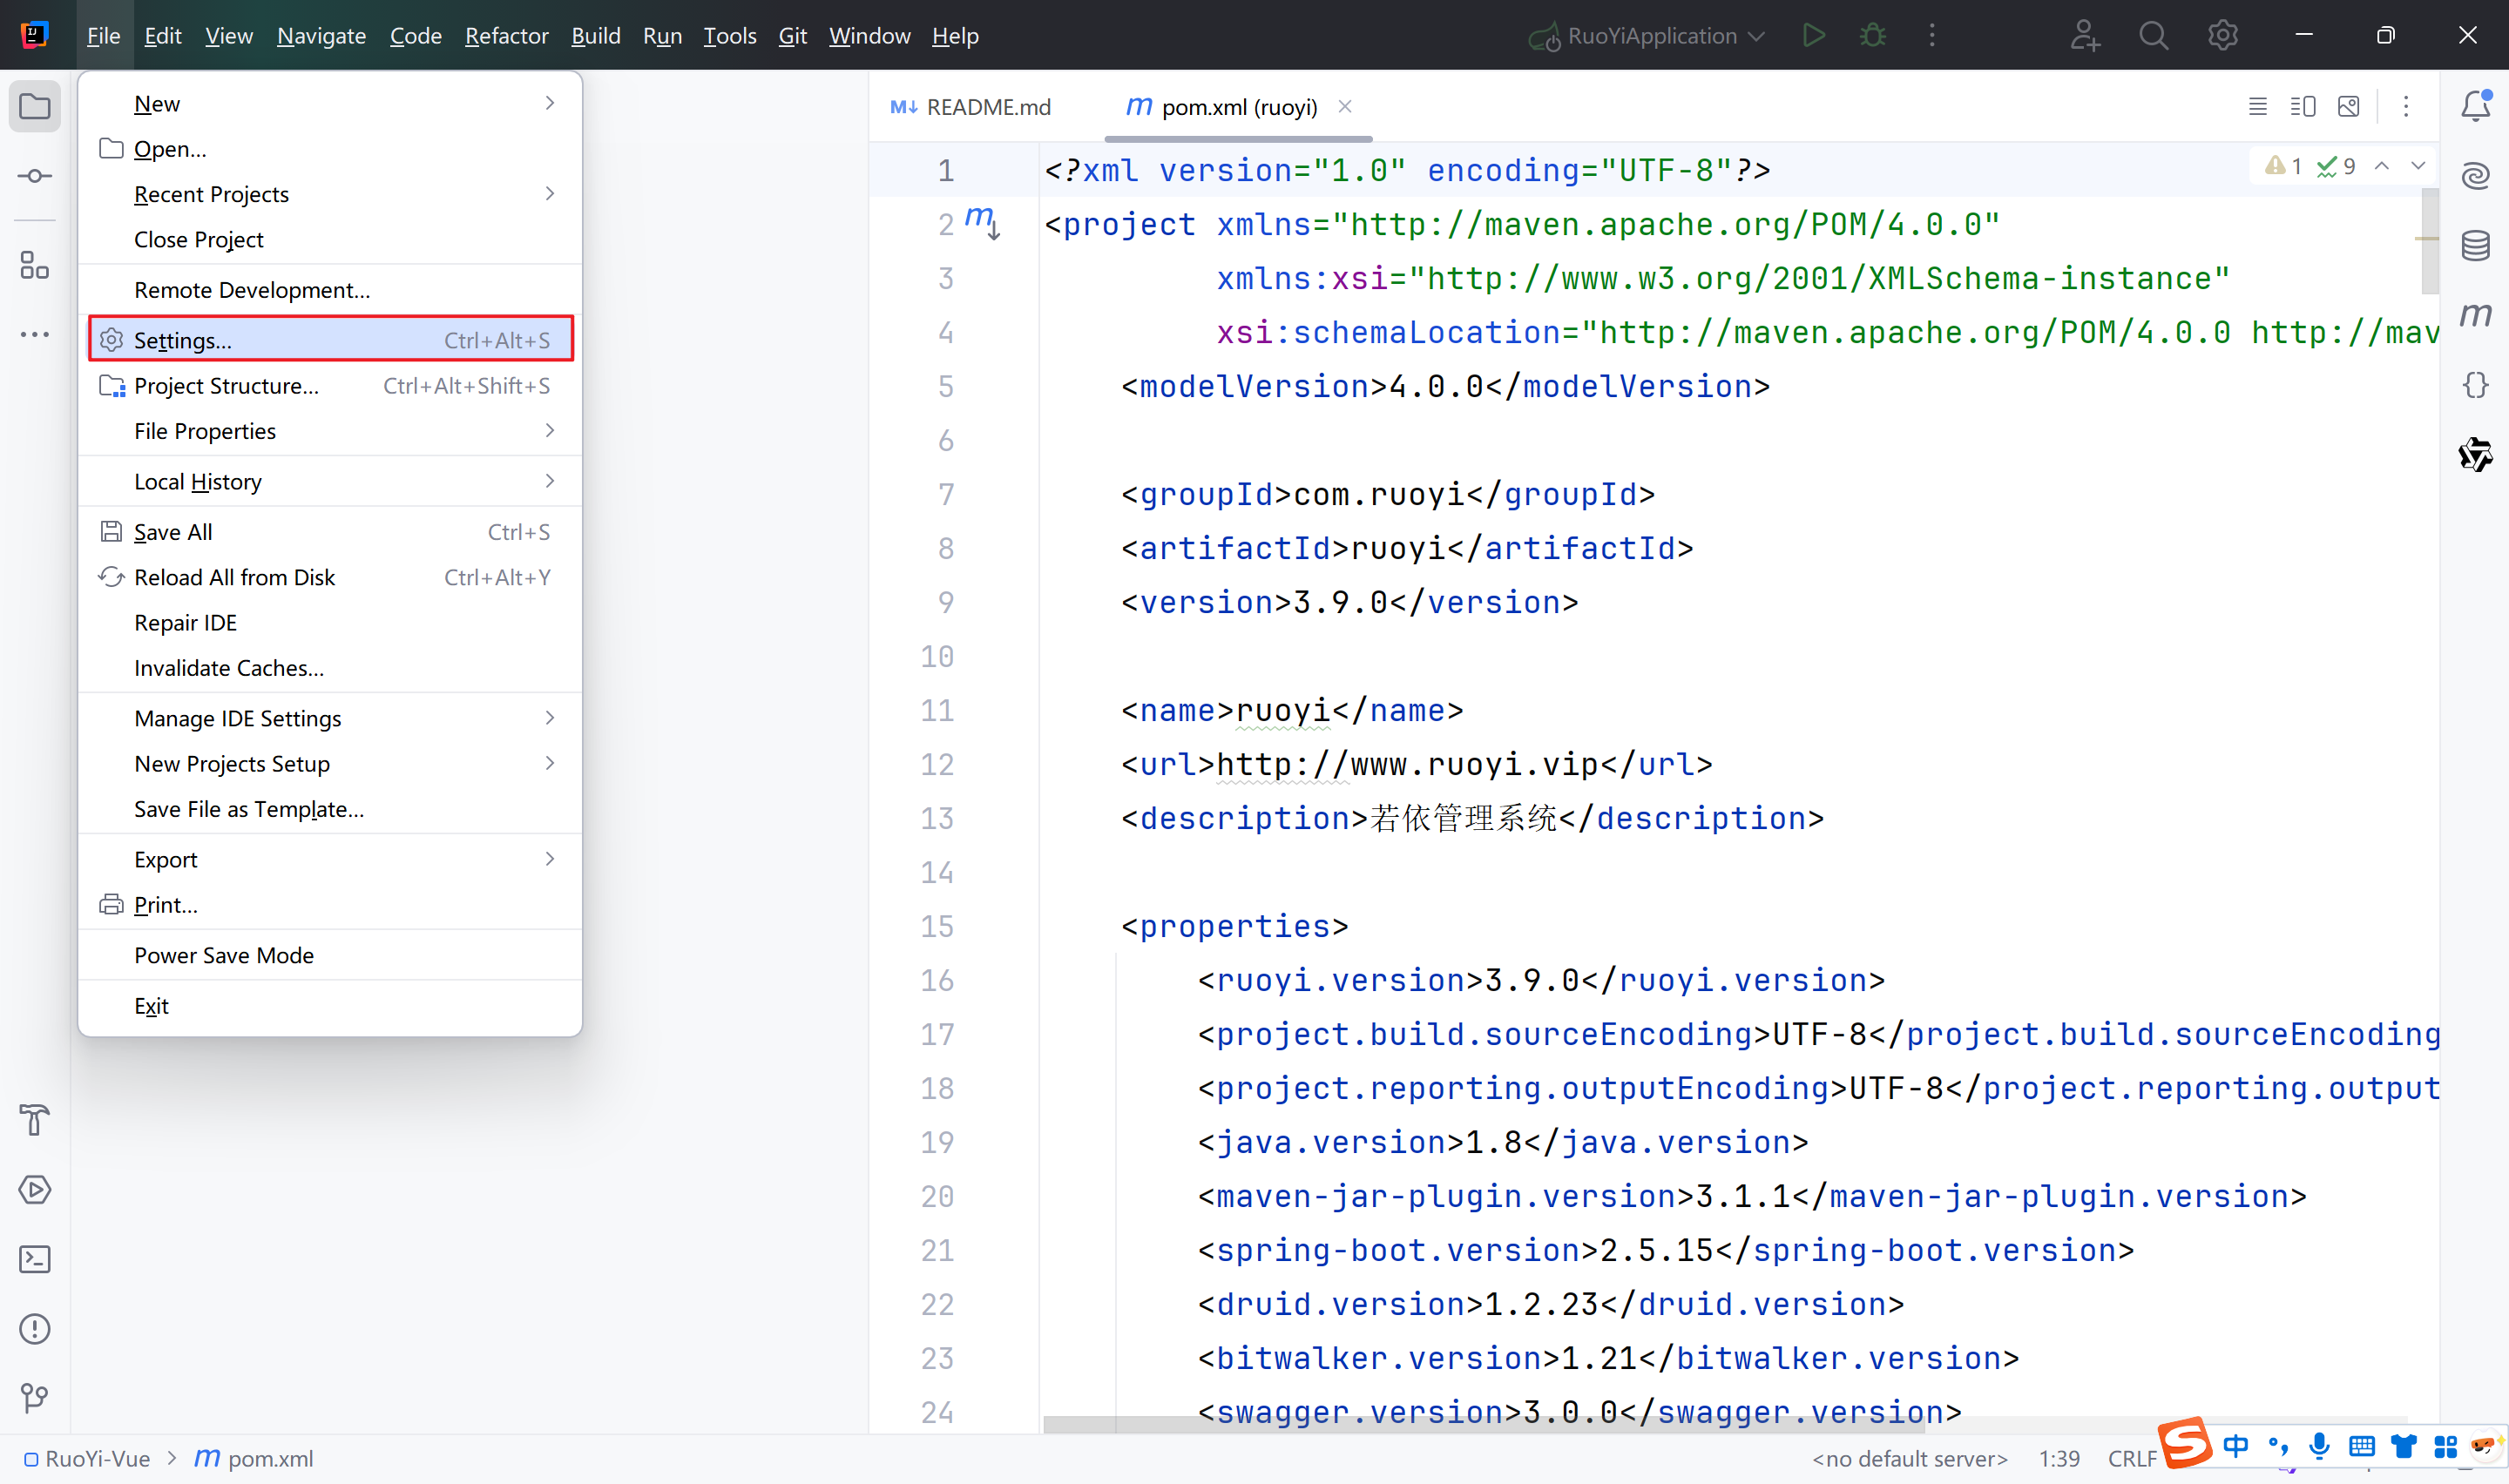 File Edit View Navigate Code Refactor Build Run Tools Git Window Help RuoYiApplication
New
Open...
Recent Projects
Close Project
Remote Development...
Settings... Ctrl+Alt+S
Project Structure... Ctrl+Alt+Shift+S
File Properties
Local History
Save All Ctrl+S
Reload All from Disk Ctrl+Alt+Y
Repair IDE
Invalidate Caches...
Manage IDE Settings
New Projects Setup
Save File as Template...
Export
Print...
Power Save Mode
Exit
M↓ README.md m pom.xml (ruoyi)
1 9
1 <?xml version="1.0" encoding="UTF-8"?>
2 <project xmlns="http://maven.apache.org/POM/4.0.0"
3 xmlns:xsi="http://www.w3.org/2001/XMLSchema-instance"
4 xsi:schemaLocation="http://maven.apache.org/POM/4.0.0 http://mav
5 <modelVersion>4.0.0</modelVersion>
6
7 <groupId>com.ruoyi</groupId>
8 <artifactId>ruoyi</artifactId>
9 <version>3.9.0</version>
10
11 <name>ruoyi</name>
12 <url>http://www.ruoyi.vip</url>
13 <description>若依管理系统</description>
14
15 <properties>
16 <ruoyi.version>3.9.0</ruoyi.version>
17 <project.build.sourceEncoding>UTF-8</project.build.sourceEncoding
18 <project.reporting.outputEncoding>UTF-8</project.reporting.output
19 <java.version>1.8</java.version>
20 <maven-jar-plugin.version>3.1.1</maven-jar-plugin.version>
21 <spring-boot.version>2.5.15</spring-boot.version>
22 <druid.version>1.2.23</druid.version>
23 <bitwalker.version>1.21</bitwalker.version>
24 <swagger.version>3.0.0</swagger.version>
RuoYi-Vue > m pom.xml <no default server> 1:39 CRLF 中